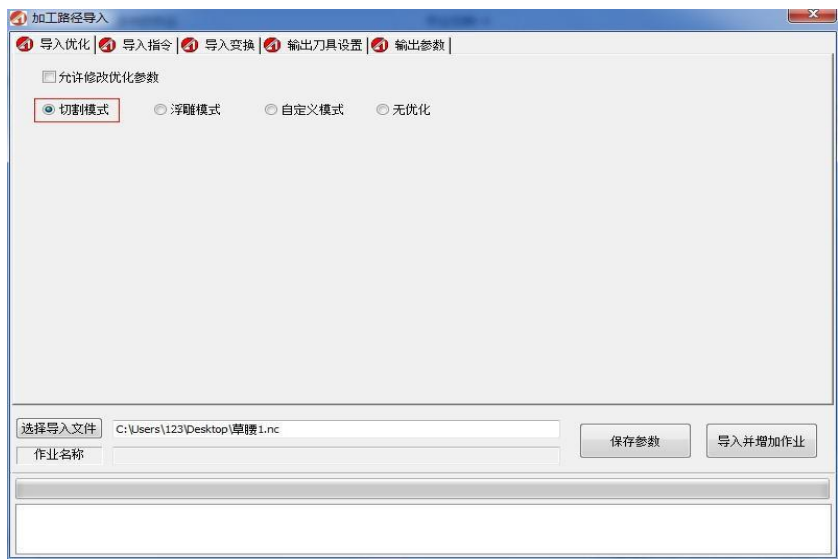 加工路径导入
导入优化 导入指令 导入变换 输出刀具设置 输出参数
允许修改优化参数
切割模式 浮雕模式 自定义模式 无优化
选择导入文件 C:\Users\123\Desktop\草腰1.nc 保存参数 导入并增加作业
作业名称